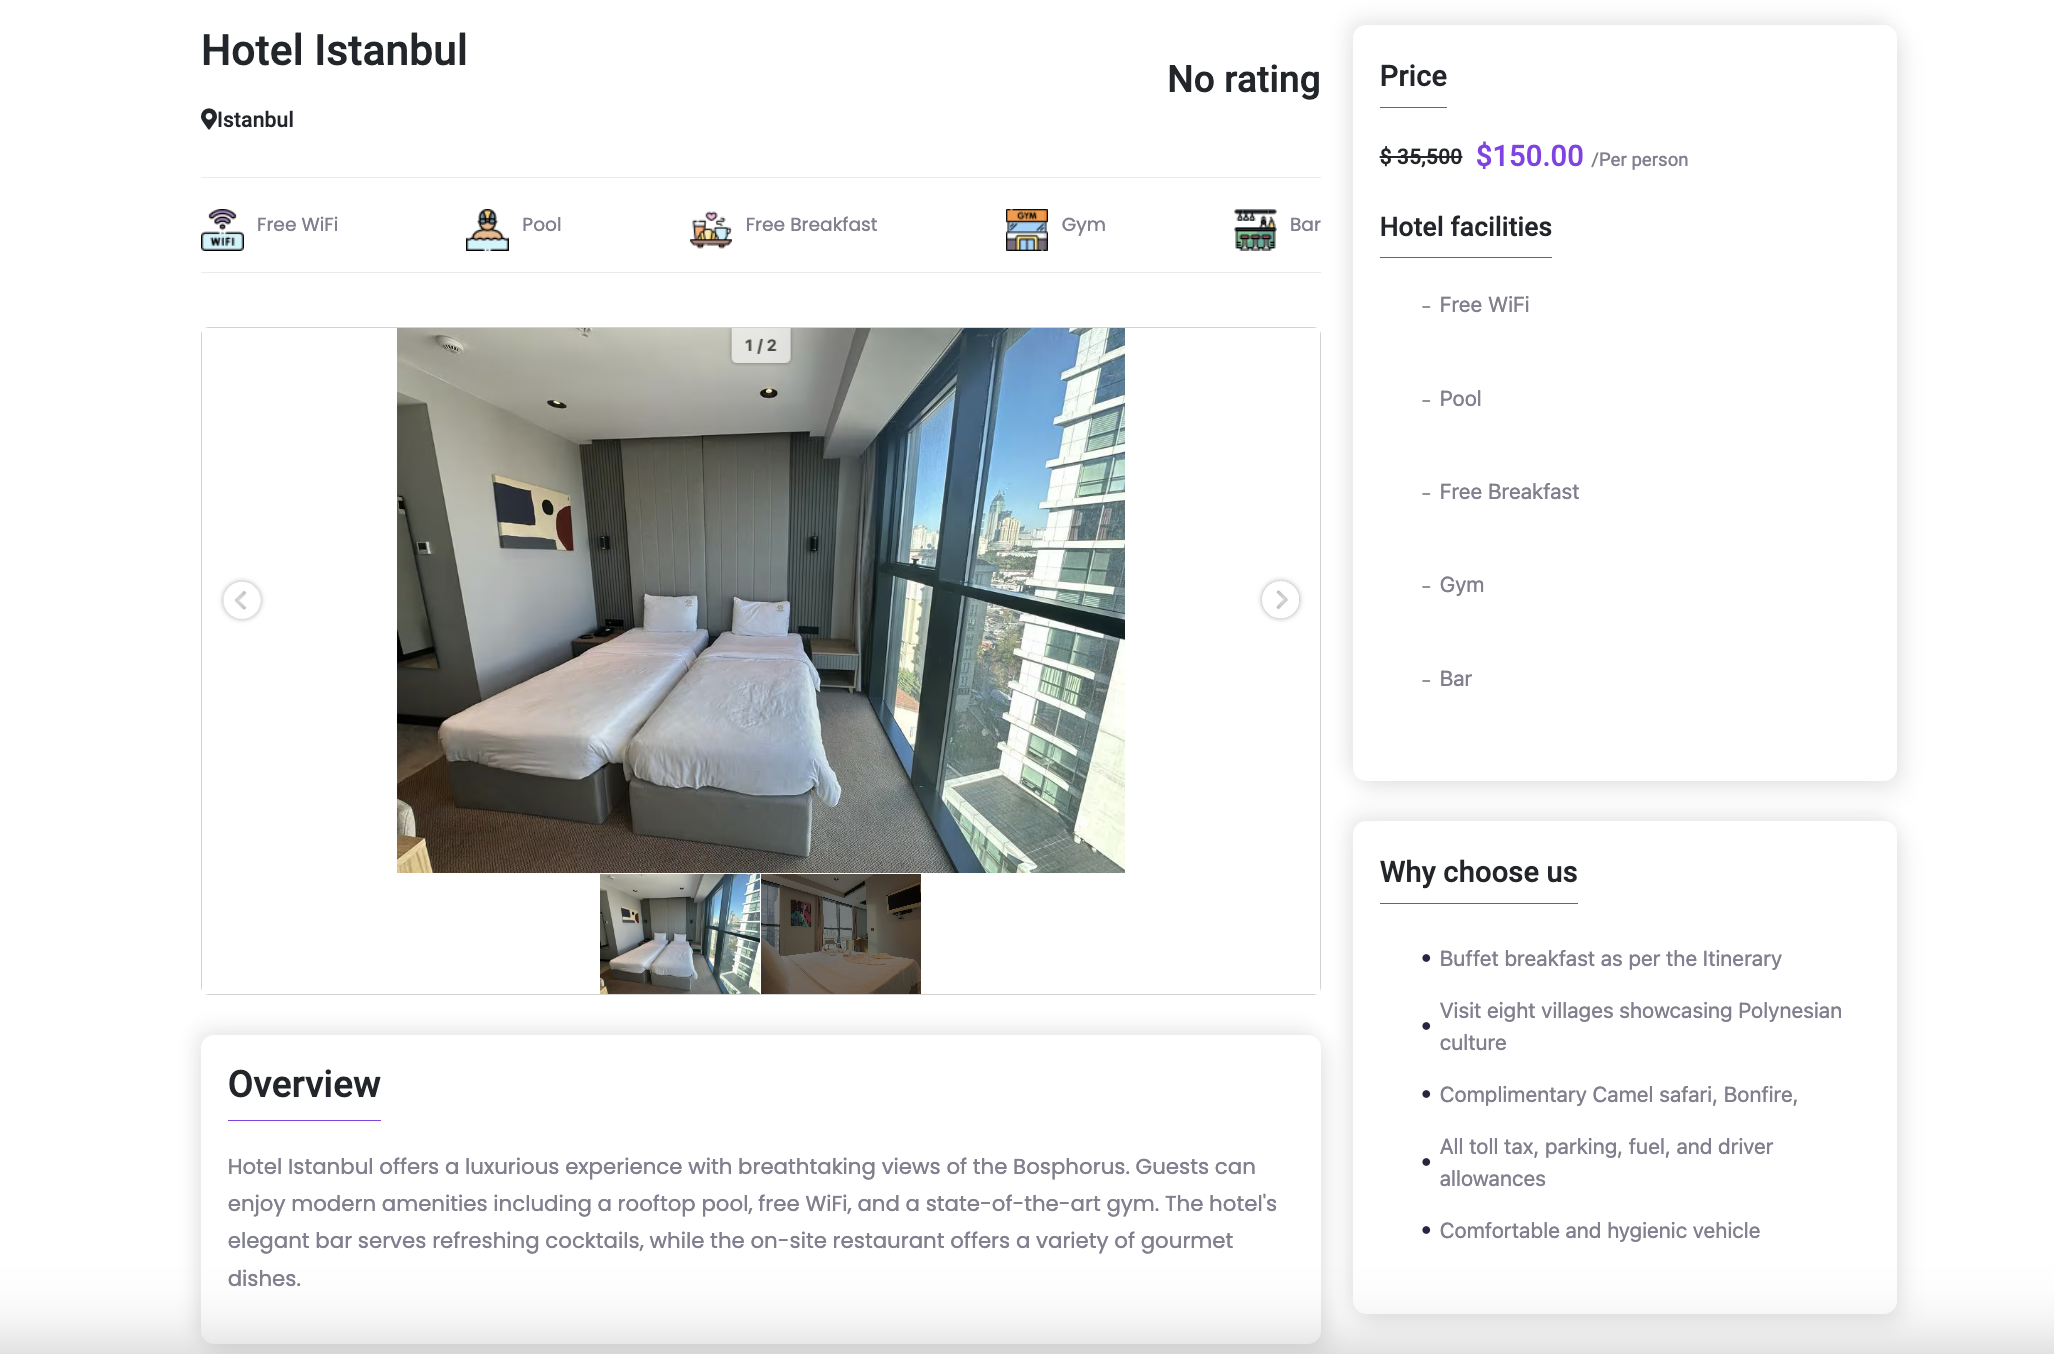 Hotel Istanbul
No rating
Istanbul
WIFI
Free WiFi
Pool
Free Breakfast
GYM
Gym
Bar
1 / 2
Overview
Hotel Istanbul offers a luxurious experience with breathtaking views of the Bosphorus. Guests can
enjoy modern amenities including a rooftop pool, free WiFi, and a state-of-the-art gym. The hotel's
elegant bar serves refreshing cocktails, while the on-site restaurant offers a variety of gourmet
dishes.
Price
$ 35,500 $150.00 /Per person
Hotel facilities
- Free WiFi
- Pool
- Free Breakfast
- Gym
- Bar
Why choose us
• Buffet breakfast as per the Itinerary
• Visit eight villages showcasing Polynesian
culture
• Complimentary Camel safari, Bonfire,
• All toll tax, parking, fuel, and driver
allowances
• Comfortable and hygienic vehicle